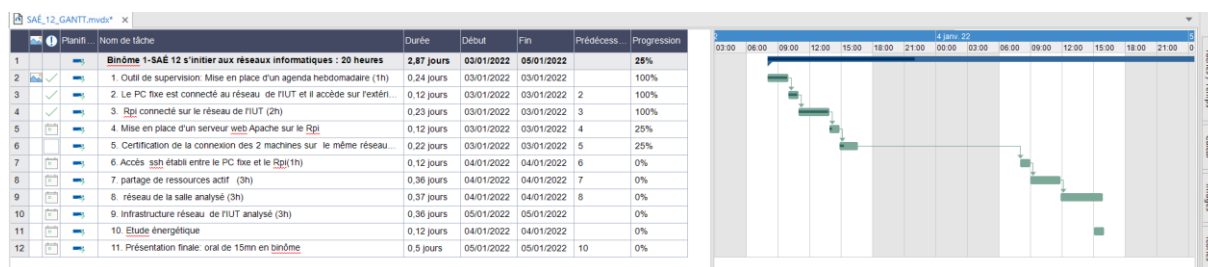 SAÉ_12_GANTT.mvdx* ×
Planifi... Nom de tâche Durée Début Fin Prédécess... Progression
1 Binôme 1-SAÉ 12 s'initier aux réseaux informatiques : 20 heures 2,87 jours 03/01/2022 05/01/2022 25%
2 1. Outil de supervision: Mise en place d'un agenda hebdomadaire (1h) 0,24 jours 03/01/2022 03/01/2022 100%
3 2. Le PC fixe est connecté au réseau de l'IUT et il accède sur l'extéri... 0,12 jours 03/01/2022 03/01/2022 2 100%
4 3. Rpi connecté sur le réseau de l'IUT (2h) 0,23 jours 03/01/2022 03/01/2022 3 100%
5 4. Mise en place d'un serveur web Apache sur le Rpi 0,12 jours 03/01/2022 03/01/2022 4 25%
6 5. Certification de la connexion des 2 machines sur le même réseau... 0,22 jours 03/01/2022 03/01/2022 5 25%
7 6. Accès ssh établi entre le PC fixe et le Rpi(1h) 0,12 jours 04/01/2022 04/01/2022 6 0%
8 7. partage de ressources actif (3h) 0,36 jours 04/01/2022 04/01/2022 7 0%
9 8. réseau de la salle analysé (3h) 0,37 jours 04/01/2022 04/01/2022 8 0%
10 9. Infrastructure réseau de l'IUT analysé (3h) 0,36 jours 05/01/2022 05/01/2022 0%
11 10. Etude énergétique 0,12 jours 04/01/2022 04/01/2022 0%
12 11. Présentation finale: oral de 15mn en binôme 0,5 jours 05/01/2022 05/01/2022 10 0%
2 4 janv. 22 5
03:00 06:00 09:00 12:00 15:00 18:00 21:00 00:00 03:00 06:00 09:00 12:00 15:00 18:00 21:00 0